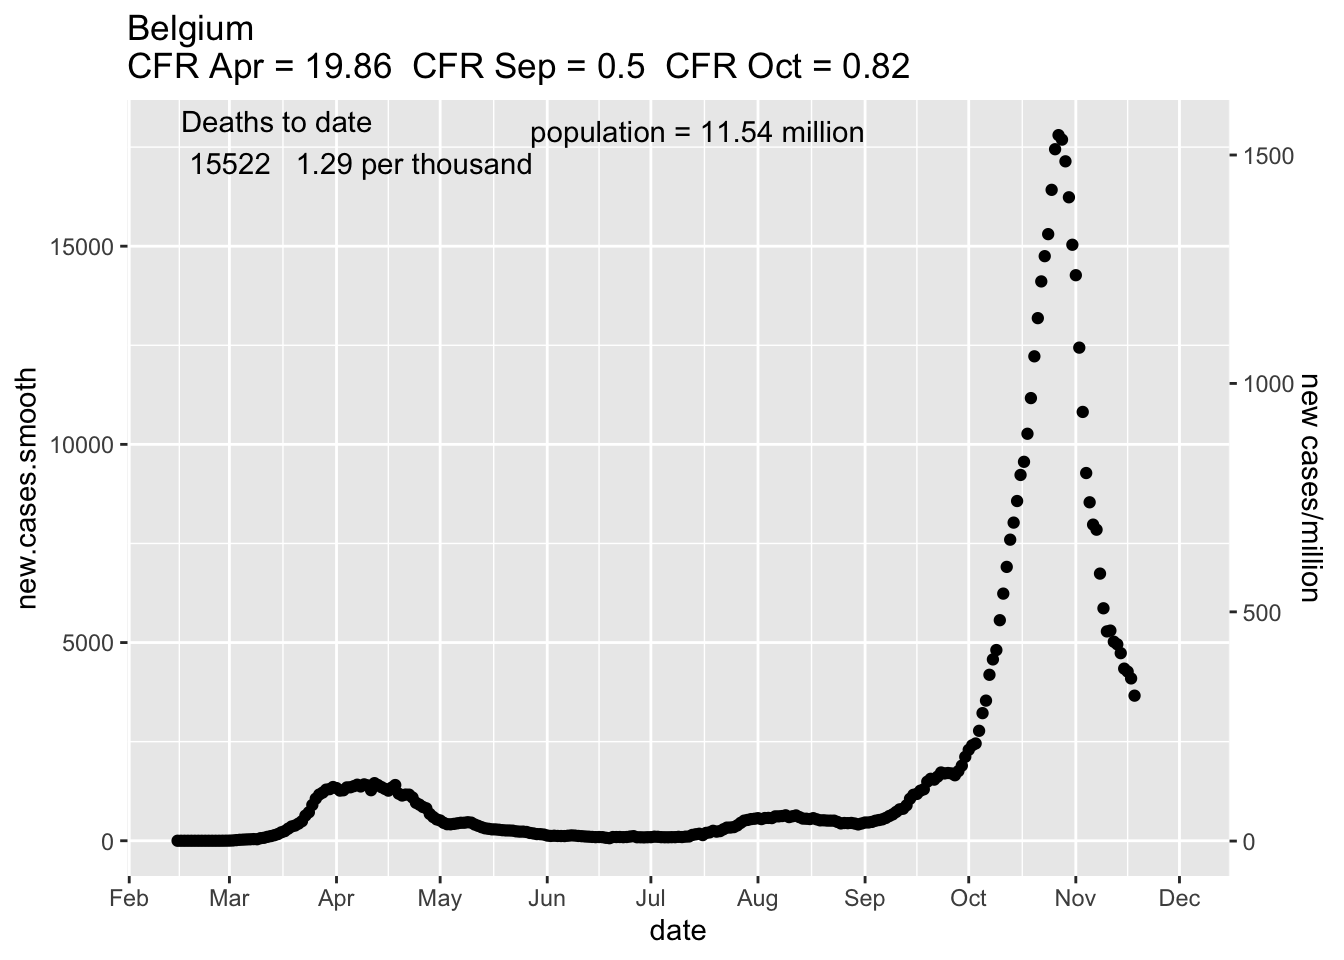 Belgium
CFR Apr = 19.86  CFR Sep = 0.5  CFR Oct = 0.82
Deaths to date
15522   1.29 per thousand
population = 11.54 million
new.cases.smooth
15000
10000
5000
0
new cases/million
1500
1000
500
0
Feb Mar Apr May Jun Jul Aug Sep Oct Nov Dec
date